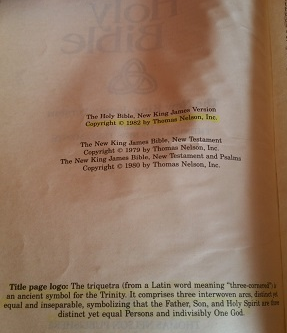 Holy
Bible
The Holy Bible, New King James Version
Copyright © 1982 by Thomas Nelson, Inc.
The New King James Bible, New Testament
Copyright © 1979 by Thomas Nelson, Inc.
The New King James Bible, New Testament and Psalms
Copyright © 1980 by Thomas Nelson, Inc.
Title page logo: The triquetra (from a Latin word meaning "three-cornered") is
an ancient symbol for the Trinity. It comprises three interwoven arcs, distinct yet
equal and inseparable, symbolizing that the Father, Son, and Holy Spirit are three
distinct yet equal Persons and indivisibly One God.